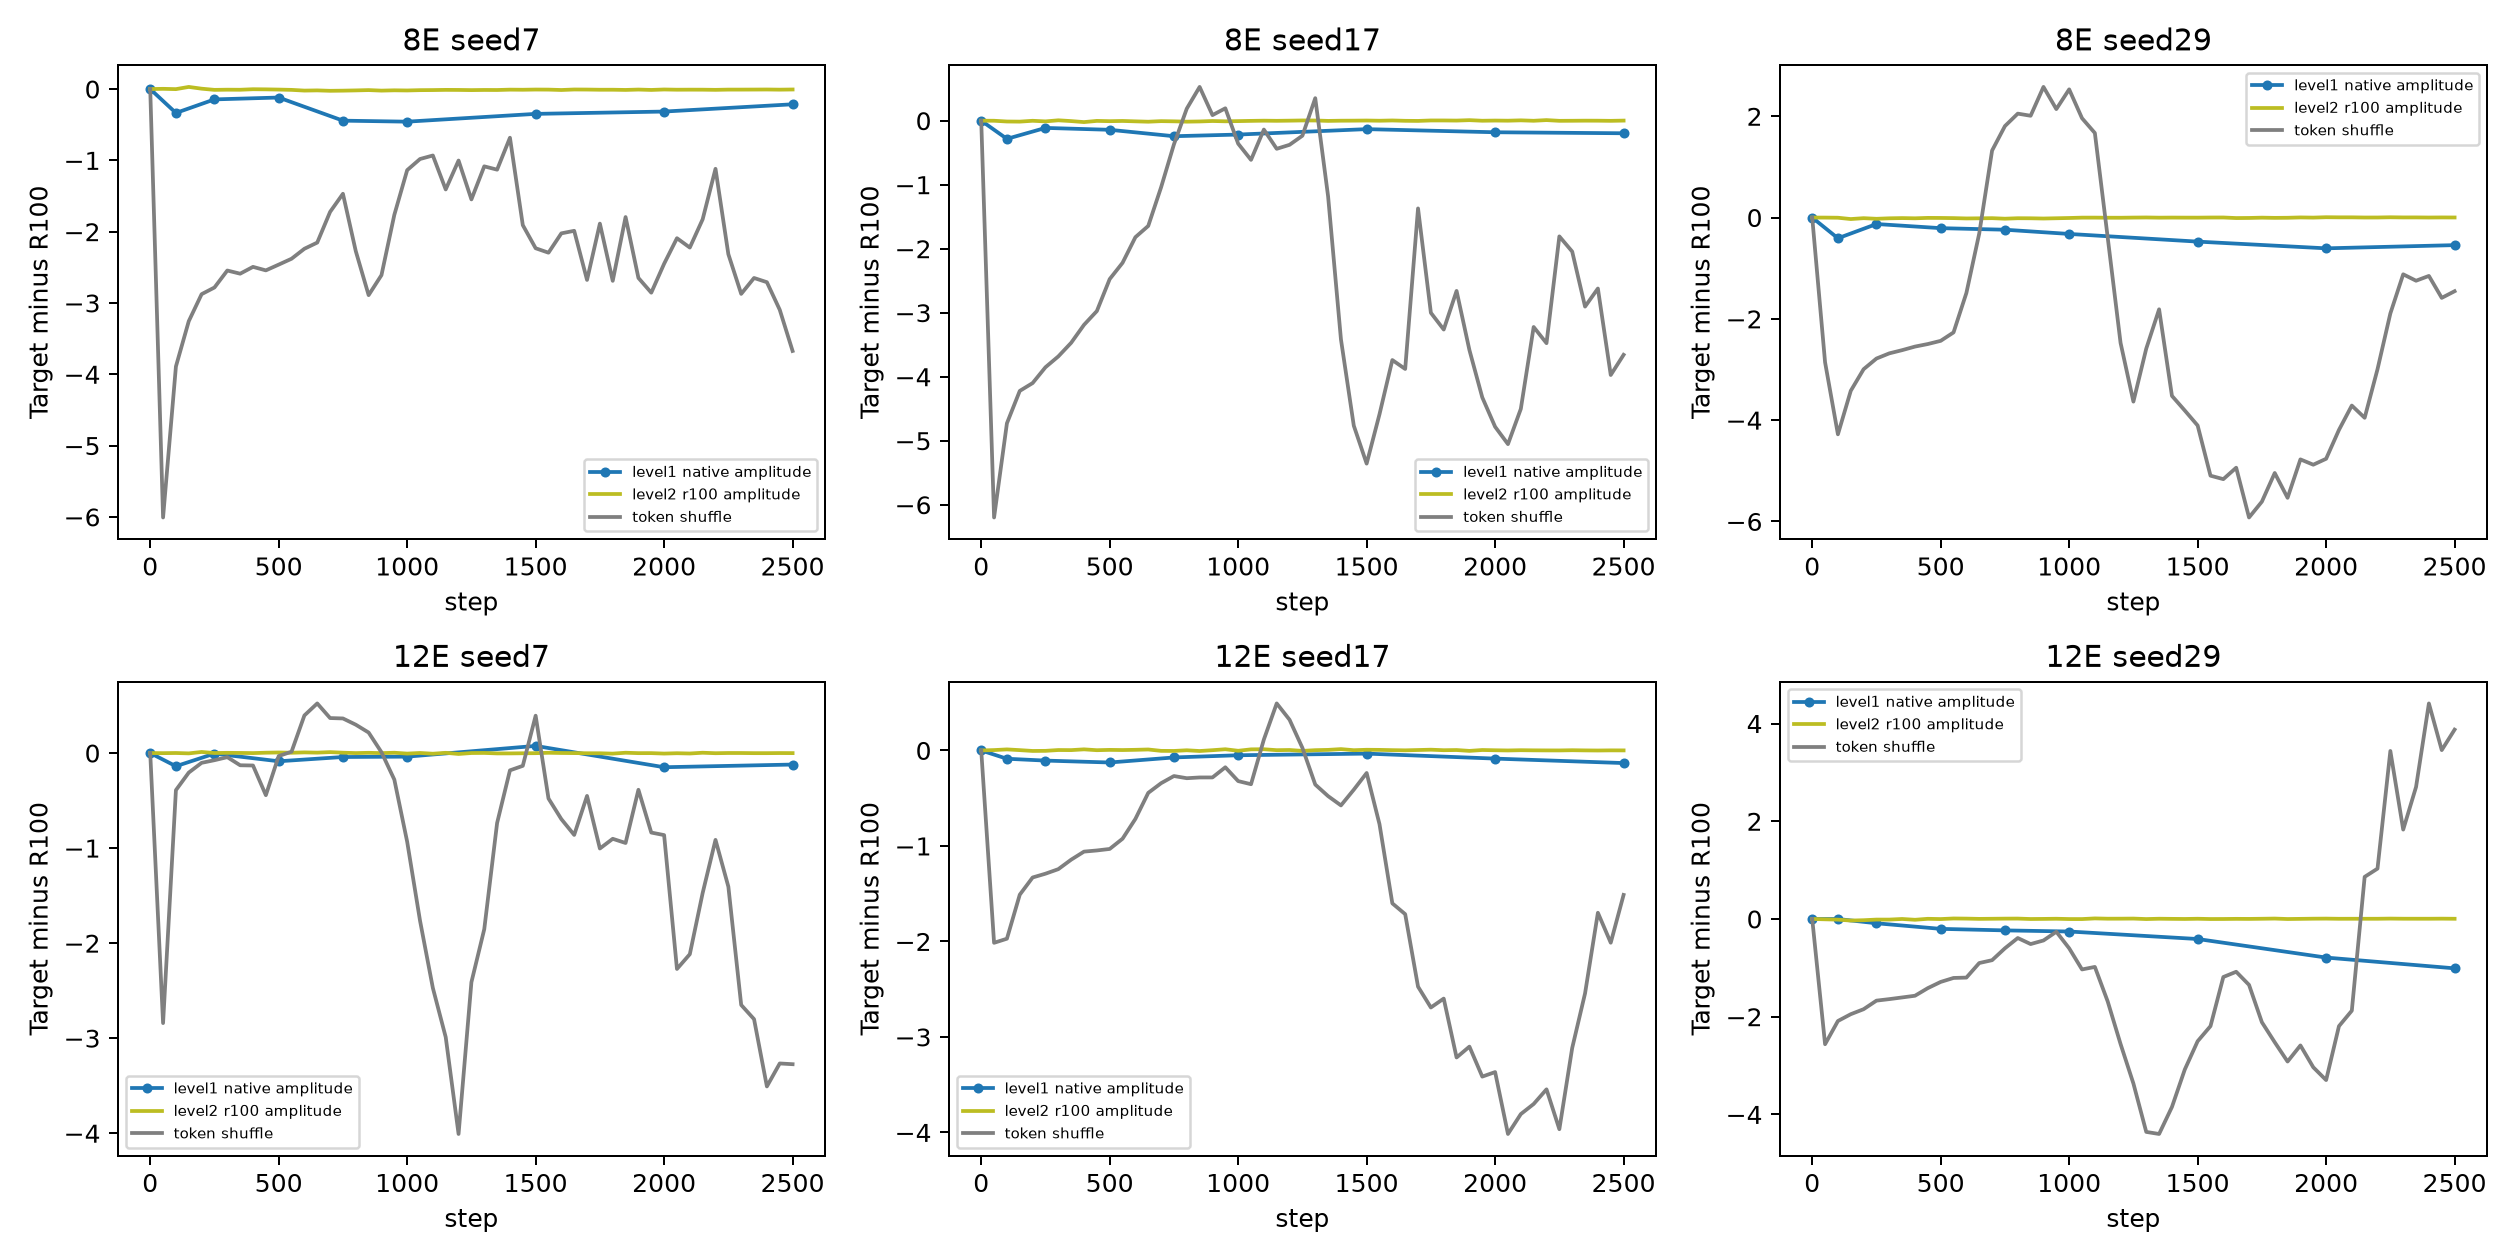 8E seed7
Target minus R100
0
−1
−2
−3
−4
−5
−6
level1 native amplitude
level2 r100 amplitude
token shuffle
0 500 1000 1500 2000 2500
step
8E seed17
Target minus R100
0
−1
−2
−3
−4
−5
−6
level1 native amplitude
level2 r100 amplitude
token shuffle
0 500 1000 1500 2000 2500
step
8E seed29
Target minus R100
2
0
−2
−4
−6
level1 native amplitude
level2 r100 amplitude
token shuffle
0 500 1000 1500 2000 2500
step
12E seed7
Target minus R100
0
−1
−2
−3
−4
level1 native amplitude
level2 r100 amplitude
token shuffle
0 500 1000 1500 2000 2500
step
12E seed17
Target minus R100
0
−1
−2
−3
−4
level1 native amplitude
level2 r100 amplitude
token shuffle
0 500 1000 1500 2000 2500
step
12E seed29
Target minus R100
4
2
0
−2
−4
level1 native amplitude
level2 r100 amplitude
token shuffle
0 500 1000 1500 2000 2500
step